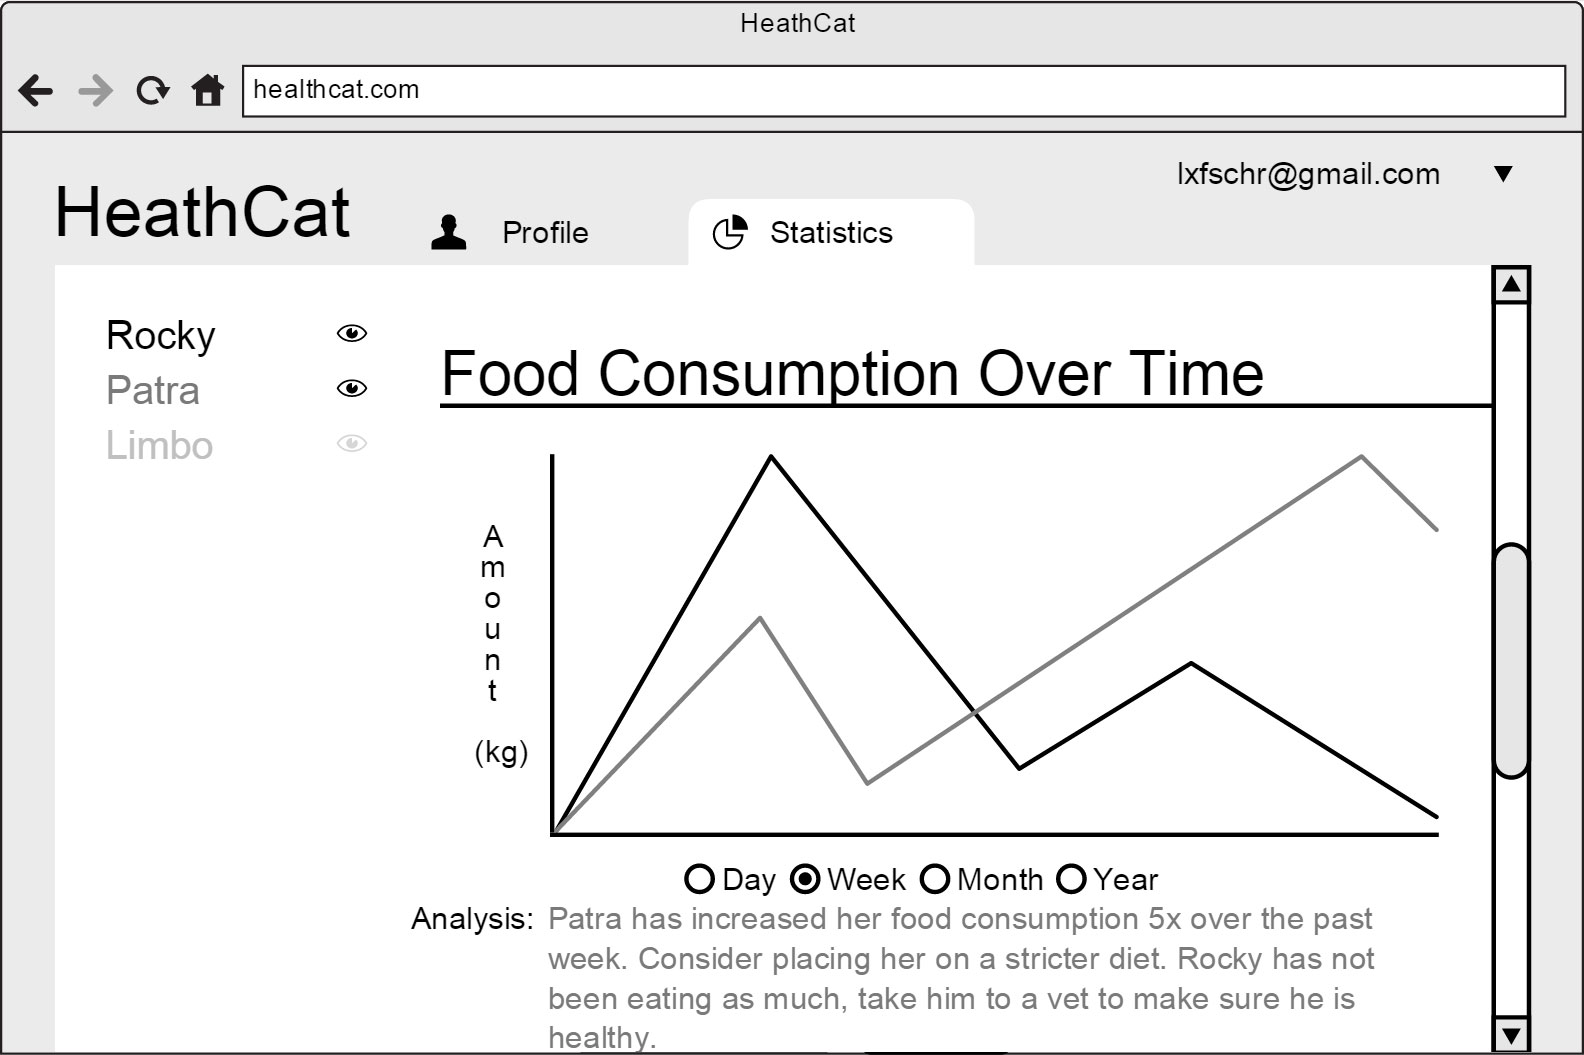 HeathCat
healthcat.com
lxfschr@gmail.com
HeathCat
Profile
Statistics
Rocky
Patra
Limbo
Food Consumption Over Time
Amount
(kg)
Day Week Month Year
Analysis: Patra has increased her food consumption 5x over the past
week. Consider placing her on a stricter diet. Rocky has not
been eating as much, take him to a vet to make sure he is
healthy.